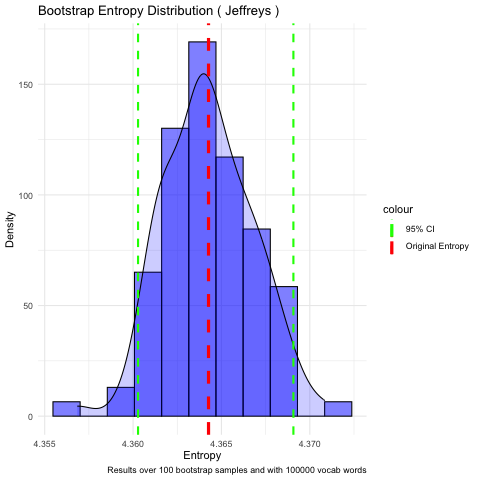 Bootstrap Entropy Distribution ( Jeffreys )
Density
150
100
50
0
4.355 4.360 4.365 4.370
Entropy
Results over 100 bootstrap samples and with 100000 vocab words
colour
95% CI
Original Entropy